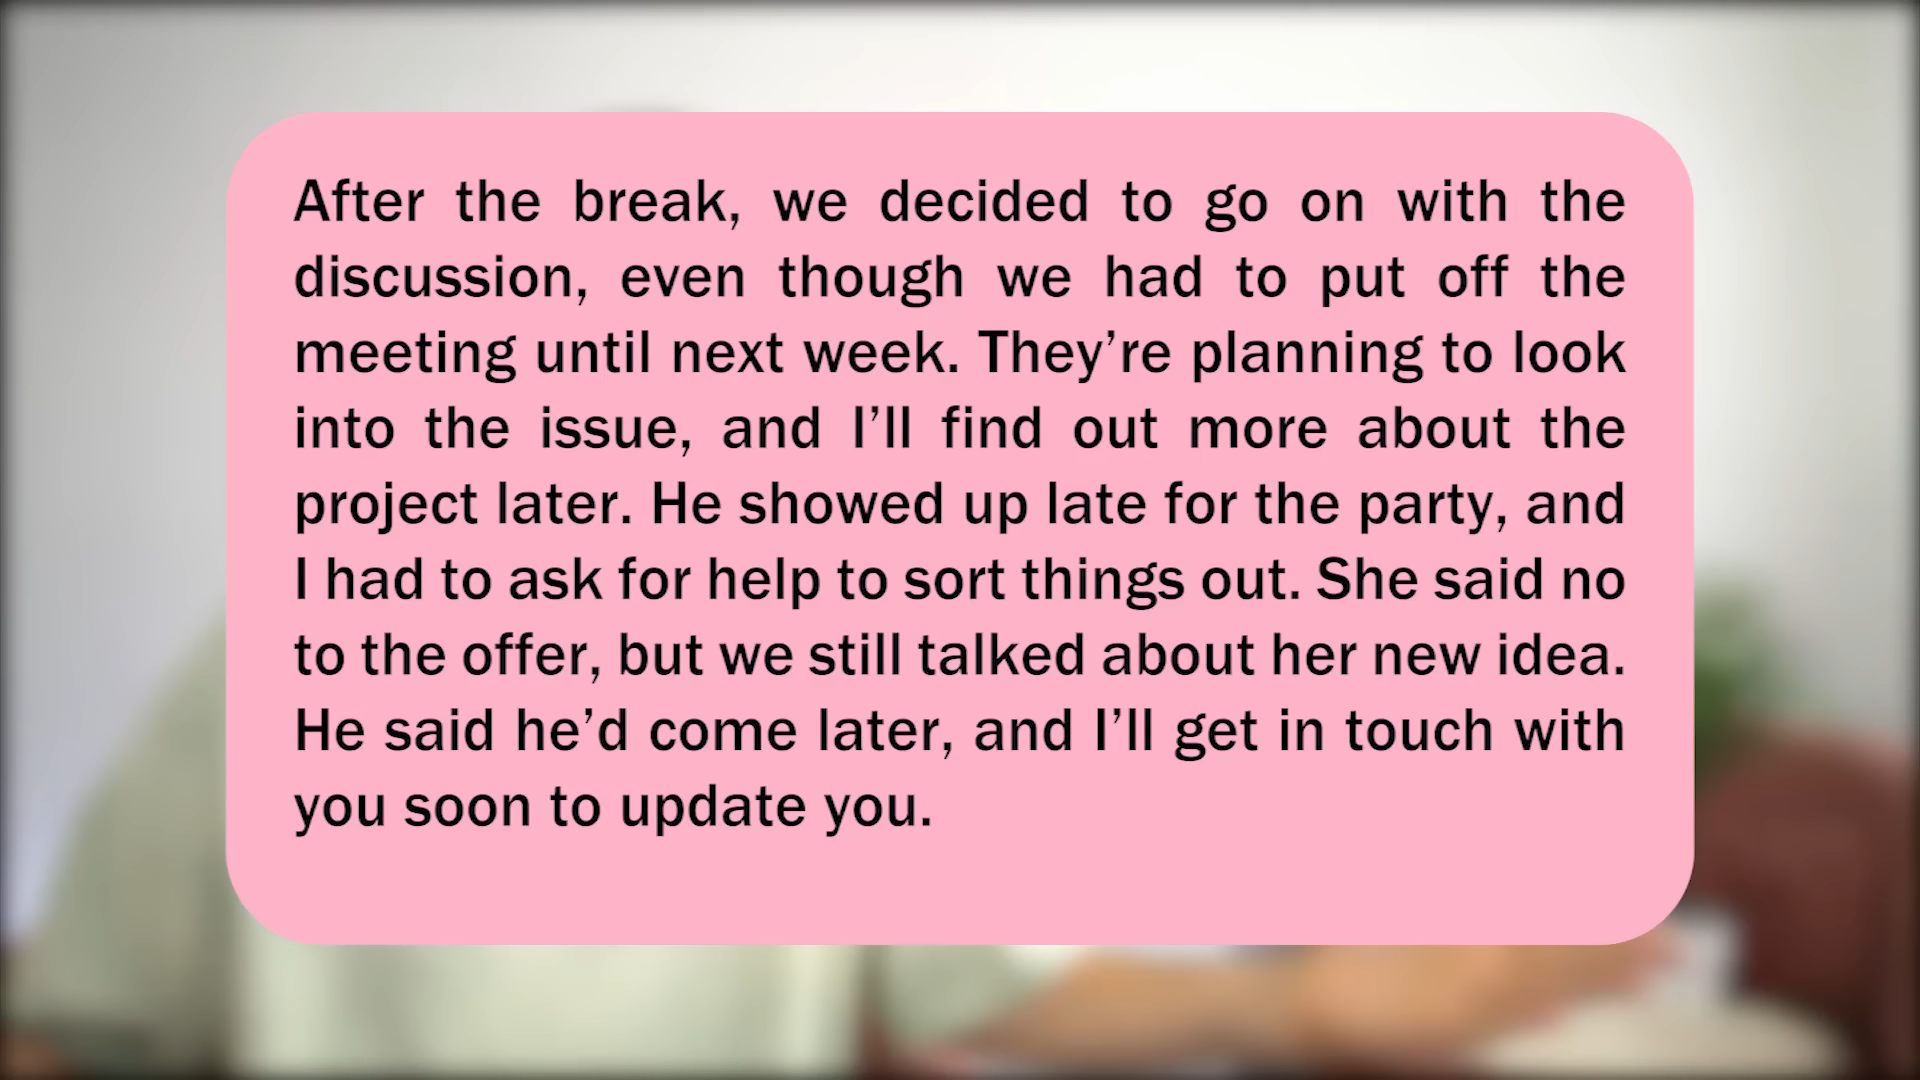 After the break, we decided to go on with the
discussion, even though we had to put off the
meeting until next week. They’re planning to look
into the issue, and I’ll find out more about the
project later. He showed up late for the party, and
I had to ask for help to sort things out. She said no
to the offer, but we still talked about her new idea.
He said he’d come later, and I’ll get in touch with
you soon to update you.